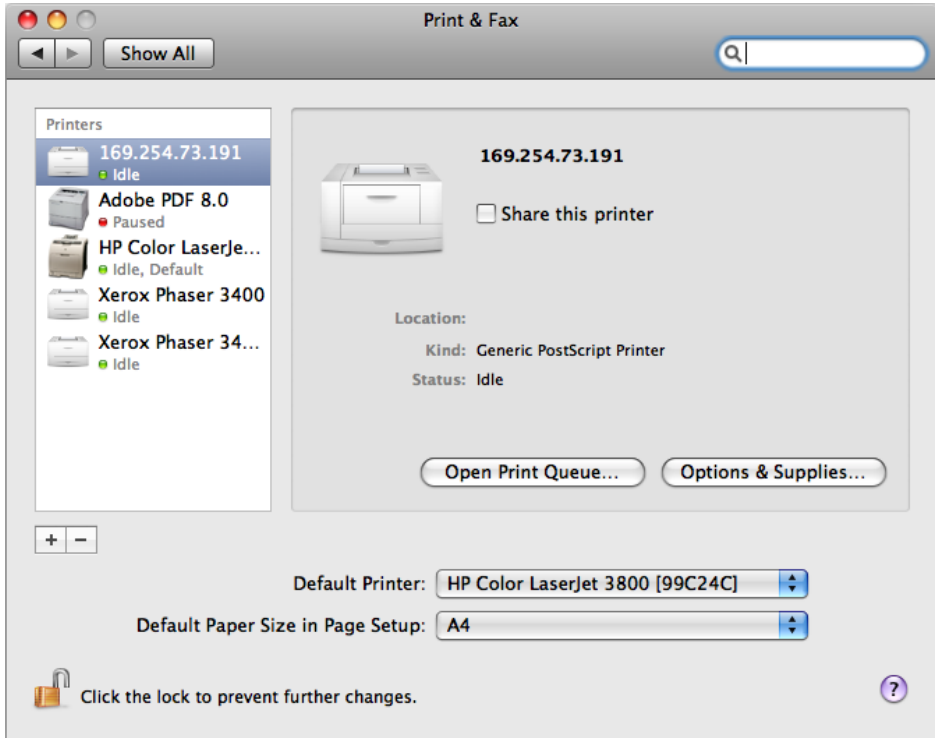 Print & Fax
Show All
Printers
169.254.73.191
Idle
Adobe PDF 8.0
Paused
HP Color LaserJe...
Idle, Default
Xerox Phaser 3400
Idle
Xerox Phaser 34...
Idle
169.254.73.191
Share this printer
Location:
Kind: Generic PostScript Printer
Status: Idle
Open Print Queue... Options & Supplies...
+ −
Default Printer: HP Color LaserJet 3800 [99C24C]
Default Paper Size in Page Setup: A4
Click the lock to prevent further changes.
?